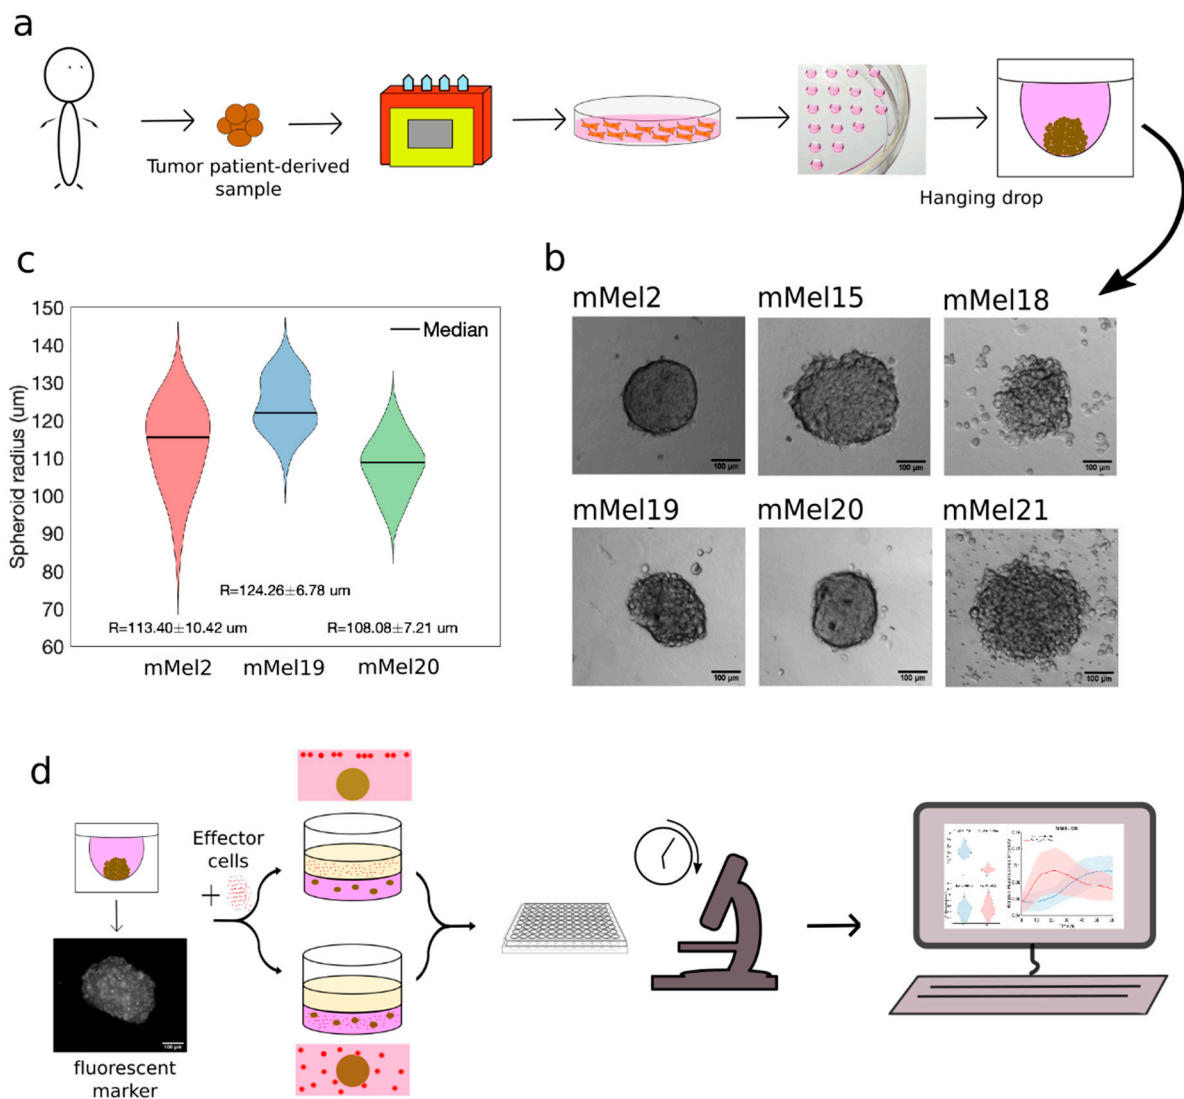 a
Tumor patient-derived
sample
Hanging drop
c
150
140
130
120
110
100
90
80
70
60
Spheroid radius (um)
Median
R=124.26±6.78 um
R=113.40±10.42 um
R=108.08±7.21 um
mMel2
mMel19
mMel20
b
mMel2
mMel15
mMel18
100 µm
100 µm
100 µm
mMel19
mMel20
mMel21
100 µm
100 µm
100 µm
d
Effector
cells
+
100 µm
fluorescent
marker